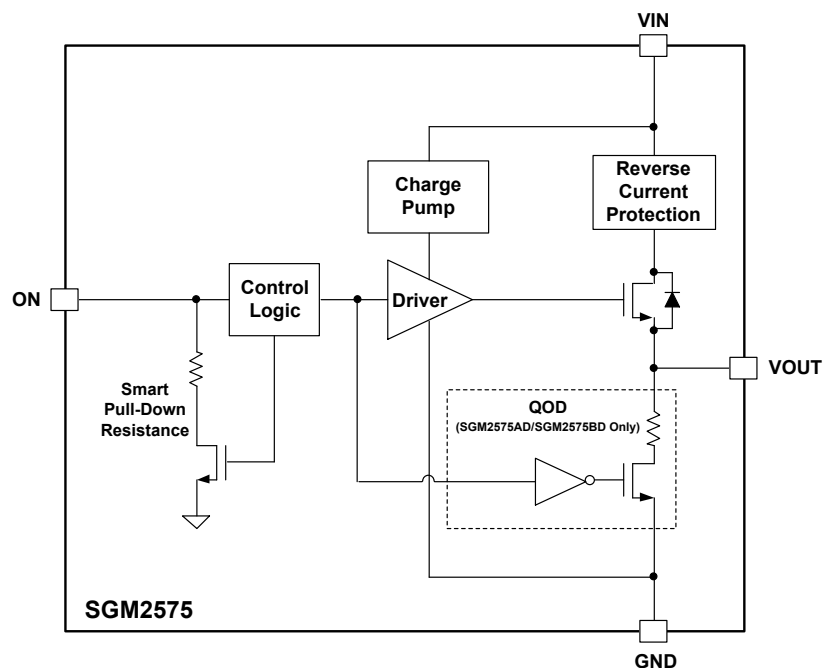 VIN
Charge
Pump
Reverse
Current
Protection
ON
Control
Logic
Driver
VOUT
Smart
Pull-Down
Resistance
QOD
(SGM2575AD/SGM2575BD Only)
SGM2575
GND